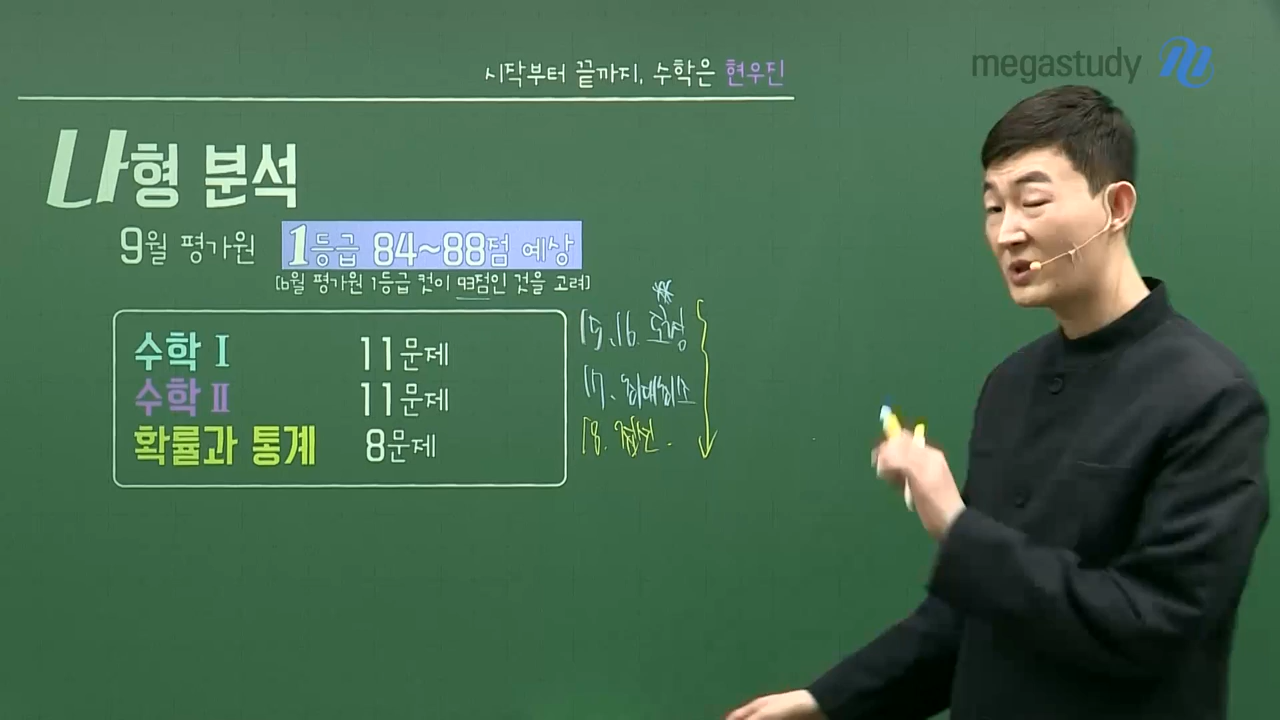 megastudy
시작부터 끝까지, 수학은 현우진
나형 분석
9월 평가원 1등급 84~88점 예상
[6월 평가원 1등급 컷이 93점인 것을 고려]
수학 I 11문제
수학 II 11문제
확률과 통계 8문제
15, 16. 도형
17. 최대최소
18. 접선.